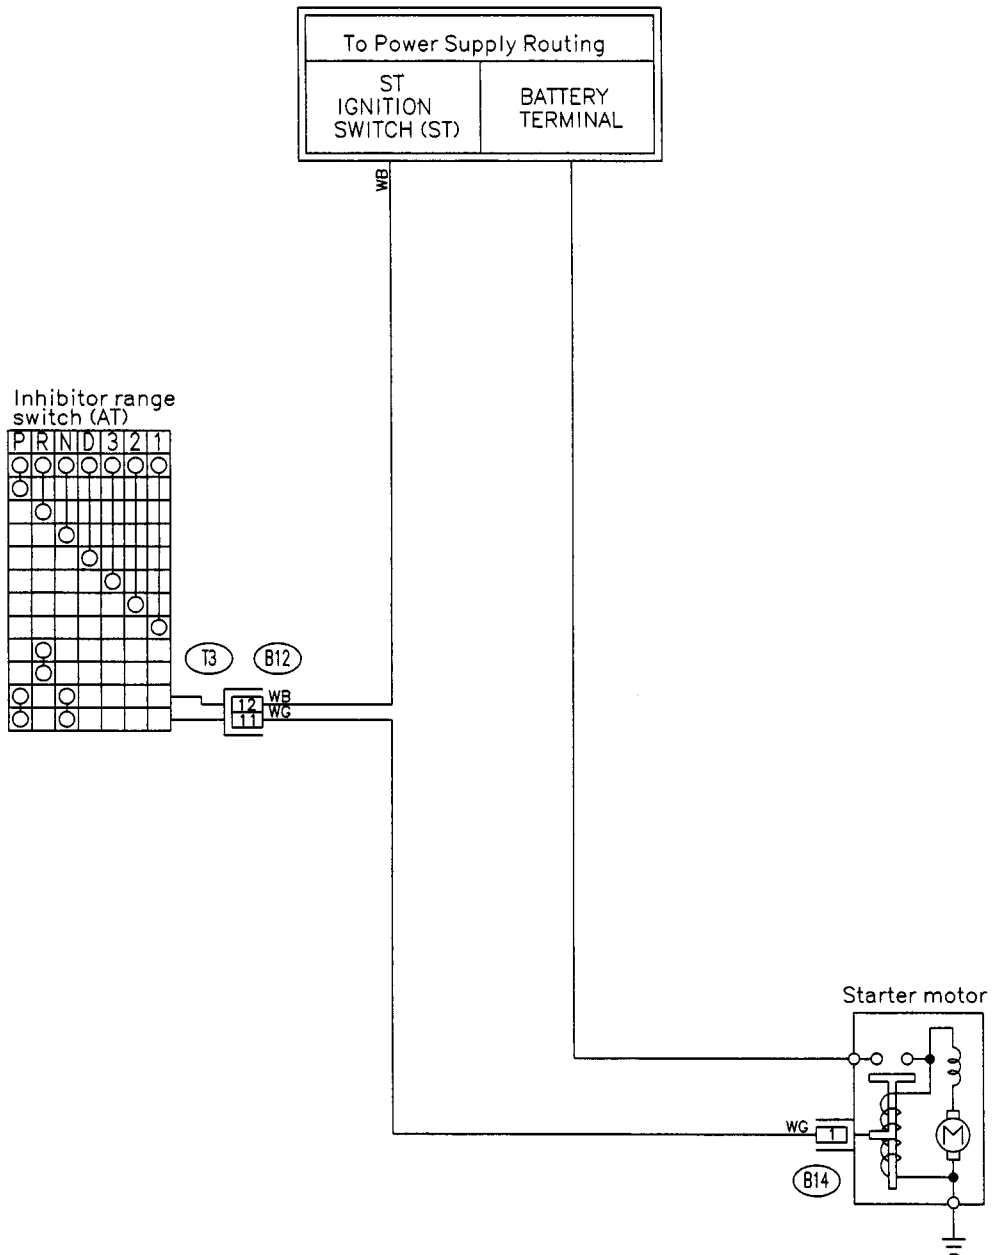 To Power Supply Routing
ST
IGNITION
SWITCH (ST)
BATTERY
TERMINAL
WB
Inhibitor range
switch (AT)
P R N D 3 2 1
T3 B12
12 WB
11 WG
Starter motor
WG 1
M
B14